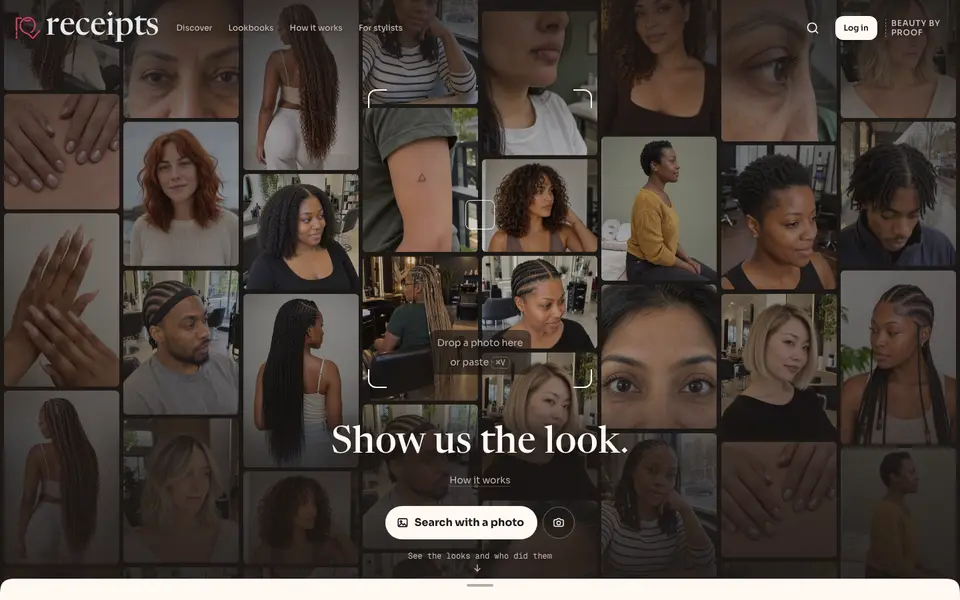 receipts
Discover
Lookbooks
How it works
For stylists
Log in
BEAUTY BY
PROOF
Drop a photo here
or paste ⌘V
Show us the look.
How it works
Search with a photo
See the looks and who did them
↓